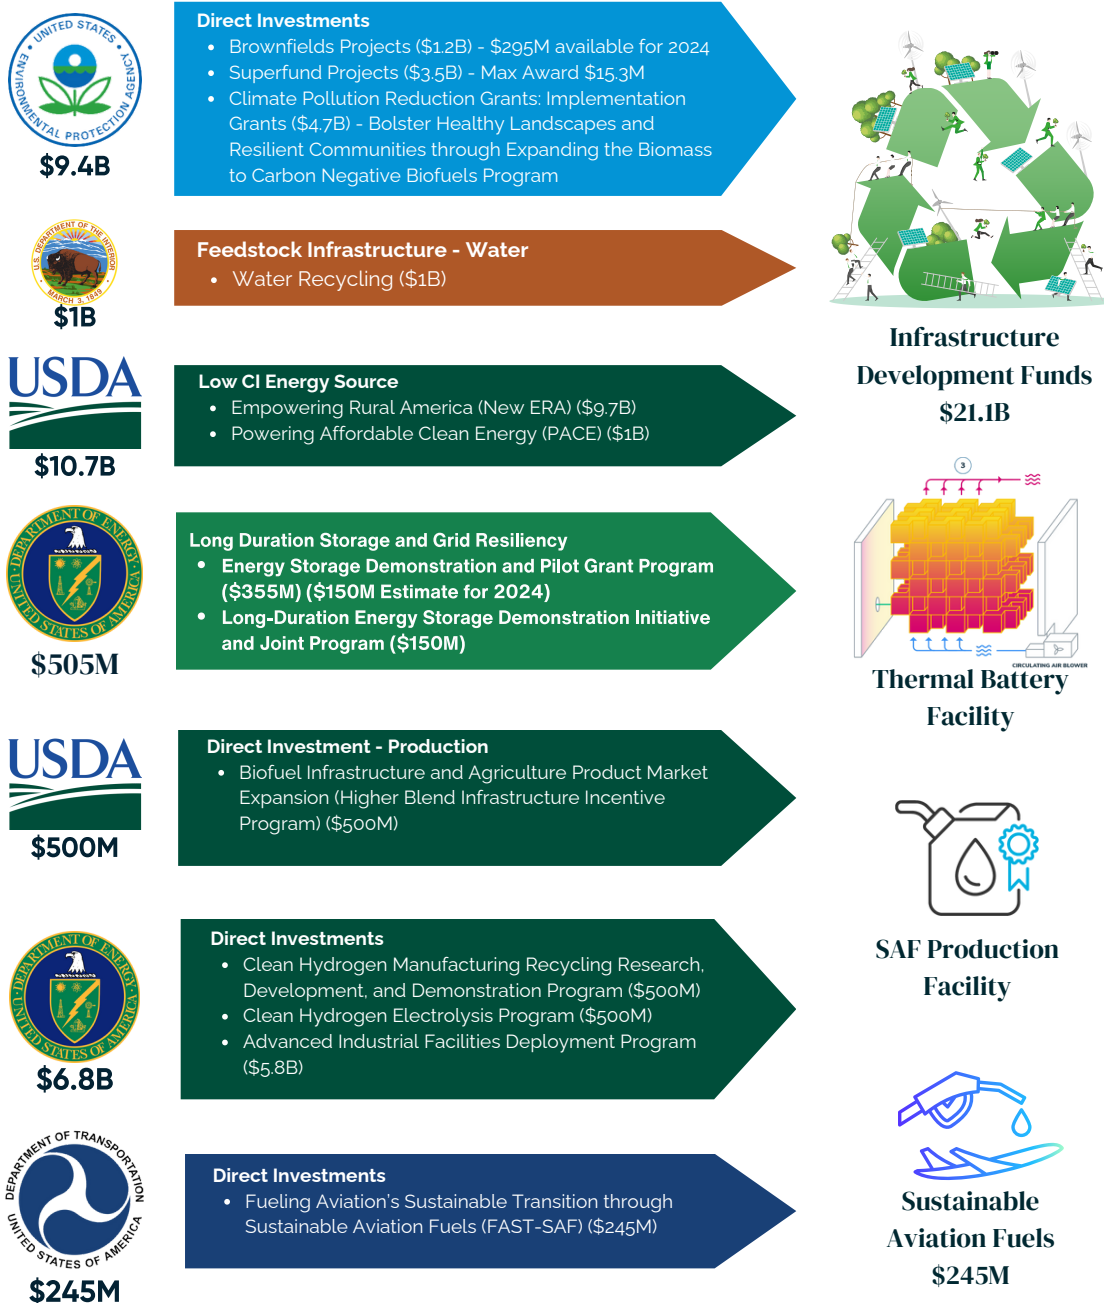 UNITED STATES
ENVIRONMENTAL PROTECTION AGENCY
$9.4B
Direct Investments
• Brownfields Projects ($1.2B) - $295M available for 2024
• Superfund Projects ($3.5B) - Max Award $15.3M
• Climate Pollution Reduction Grants: Implementation
Grants ($4.7B) - Bolster Healthy Landscapes and
Resilient Communities through Expanding the Biomass
to Carbon Negative Biofuels Program
U.S. DEPARTMENT OF THE INTERIOR
MARCH 3, 1849
$1B
Feedstock Infrastructure - Water
• Water Recycling ($1B)
Infrastructure
Development Funds
$21.1B
USDA
$10.7B
Low CI Energy Source
• Empowering Rural America (New ERA) ($9.7B)
• Powering Affordable Clean Energy (PACE) ($1B)
DEPARTMENT OF ENERGY
UNITED STATES OF AMERICA
$505M
Long Duration Storage and Grid Resiliency
• Energy Storage Demonstration and Pilot Grant Program
($355M) ($150M Estimate for 2024)
• Long-Duration Energy Storage Demonstration Initiative
and Joint Program ($150M)
3
CIRCULATING AIR BLOWER
Thermal Battery
Facility
USDA
$500M
Direct Investment - Production
• Biofuel Infrastructure and Agriculture Product Market
Expansion (Higher Blend Infrastructure Incentive
Program) ($500M)
SAF Production
Facility
DEPARTMENT OF ENERGY
UNITED STATES OF AMERICA
$6.8B
Direct Investments
• Clean Hydrogen Manufacturing Recycling Research,
Development, and Demonstration Program ($500M)
• Clean Hydrogen Electrolysis Program ($500M)
• Advanced Industrial Facilities Deployment Program
($5.8B)
DEPARTMENT OF TRANSPORTATION
UNITED STATES OF AMERICA
$245M
Direct Investments
• Fueling Aviation's Sustainable Transition through
Sustainable Aviation Fuels (FAST-SAF) ($245M)
Sustainable
Aviation Fuels
$245M